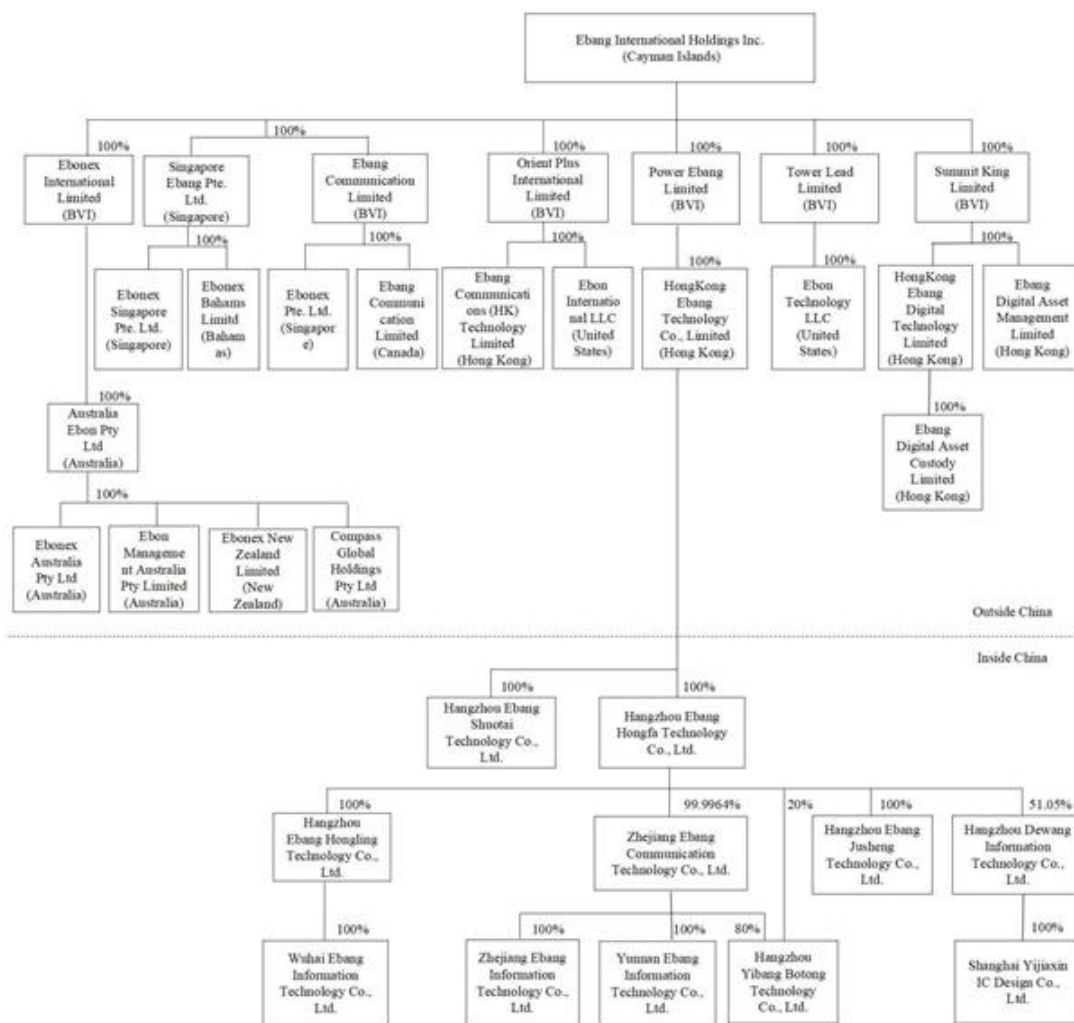 Ebang International Holdings Inc.
(Cayman Islands)
100%
100%
100%
100%
100%
100%
Ebonex
International
Limited
(BVI)
Singapore
Ebang Pte.
Ltd.
(Singapore)
Ebang
Communication
Limited
(BVI)
Orient Plus
International
Limited
(BVI)
Power Ebang
Limited
(BVI)
Tower Lead
Limited
(BVI)
Summit King
Limited
(BVI)
100%
100%
100%
100%
100%
100%
Ebonex
Singapore
Pte. Ltd.
(Singapore)
Ebonex
Bahams
Limitd
(Baham
as)
Ebonex
Pte. Ltd.
(Singapor
e)
Ebang
Communi
cation
Limited
(Canada)
Ebang
Communicati
ons (HK)
Technology
Limited
(Hong Kong)
Ebon
Internatio
nal LLC
(United
States)
HongKong
Ebang
Technology
Co., Limited
(Hong Kong)
Ebon
Technology
LLC
(United
States)
HongKong
Ebang
Digital
Technology
Limited
(Hong Kong)
Ebang
Digital Asset
Management
Limited
(Hong Kong)
100%
Australia
Ebon Pty
Ltd
(Australia)
100%
Ebang
Digital Asset
Custody
Limited
(Hong Kong)
100%
Ebonex
Australia
Pty Ltd
(Australia)
Ebon
Manageme
nt Australia
Pty Limited
(Australia)
Ebonex New
Zealand
Limited
(New
Zealand)
Compass
Global
Holdings
Pty Ltd
(Australia)
Outside China
Inside China
100%
100%
Hangzhou Ebang
Shuotai
Technology Co.,
Ltd.
Hangzhou Ebang
Hongfa Technology
Co., Ltd.
100%
99.9964%
20%
100%
51.05%
Hangzhou
Ebang Hongling
Technology Co.,
Ltd.
Zhejiang Ebang
Communication
Technology Co., Ltd.
Hangzhou Ebang
Jusheng
Technology Co.,
Ltd.
Hangzhou Dewang
Information
Technology Co.,
Ltd.
100%
100%
100%
80%
100%
Wuhai Ebang
Information
Technology Co.,
Ltd.
Zhejiang Ebang
Information
Technology Co.,
Ltd.
Yunnan Ebang
Information
Technology Co.,
Ltd.
Hangzhou
Yibang Botong
Technology
Co., Ltd.
Shanghai Yijiaxin
IC Design Co.,
Ltd.